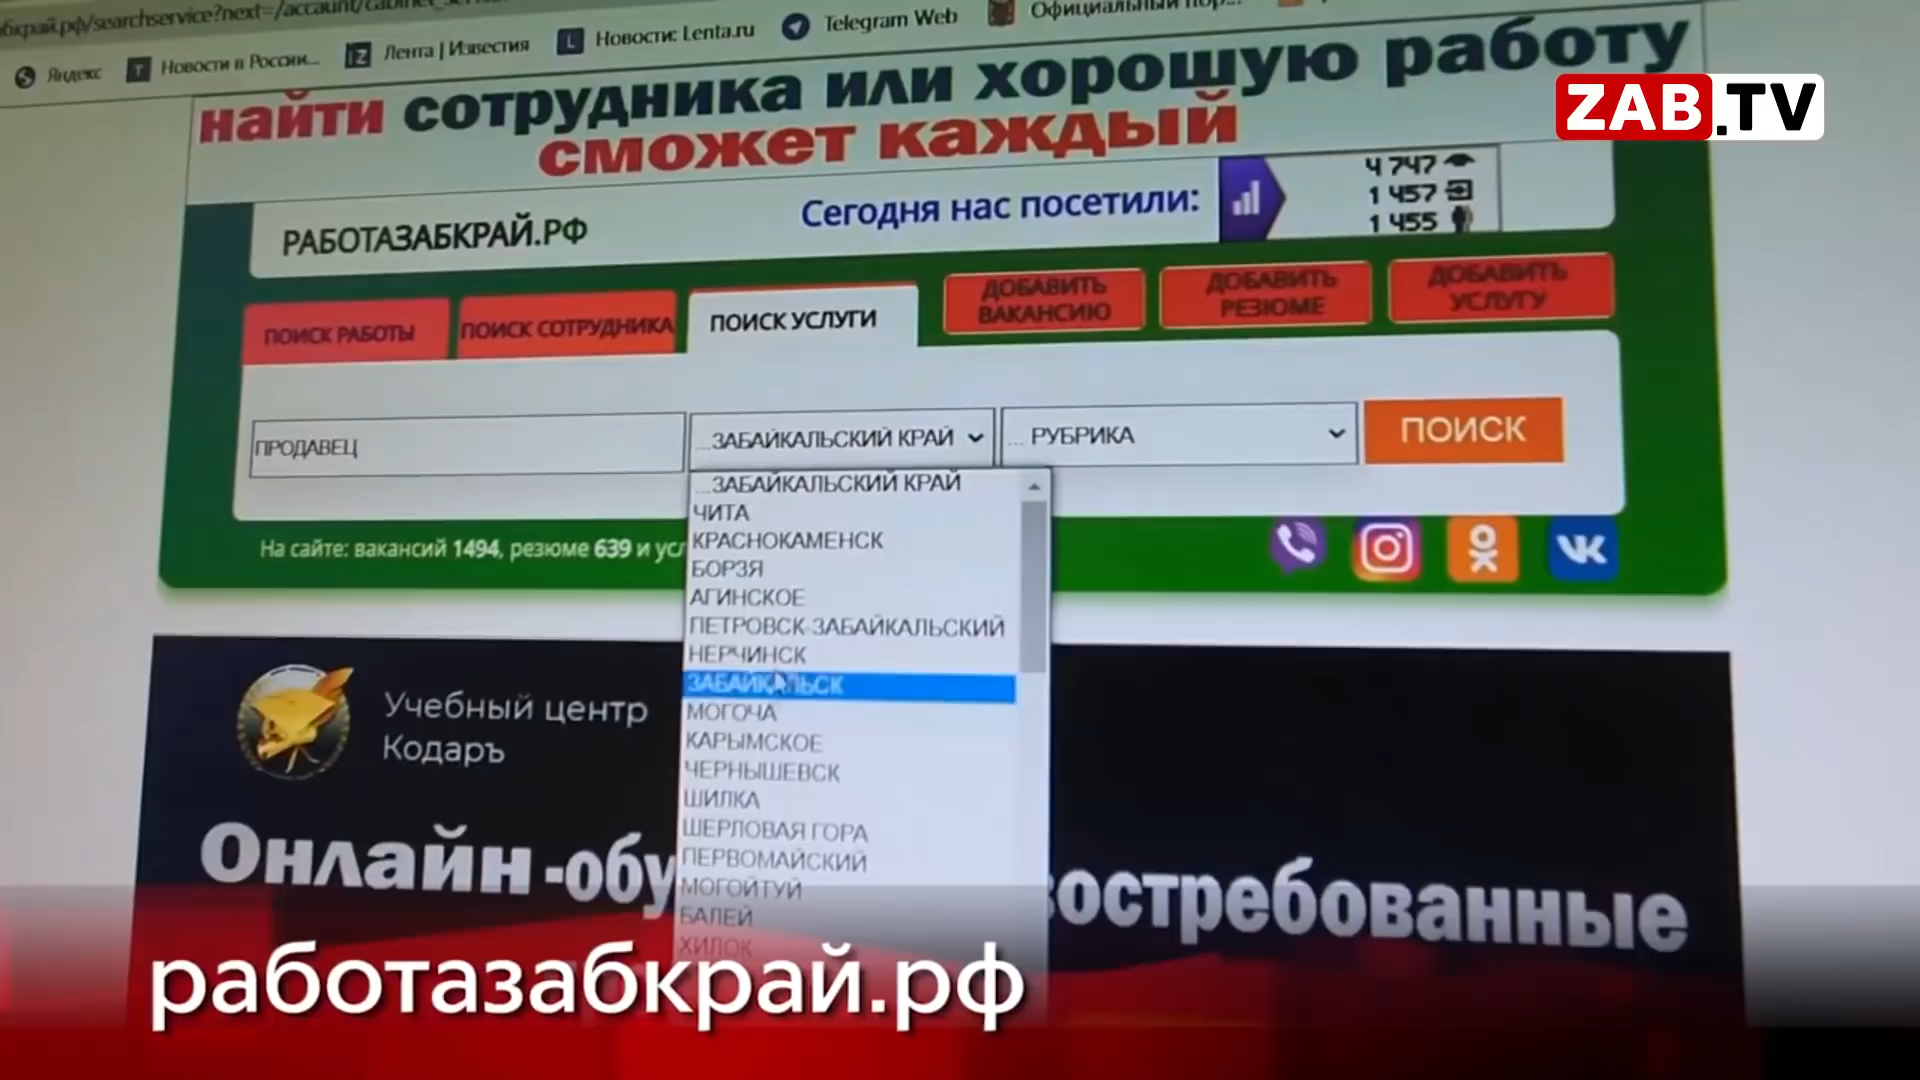 Яндекс
Новости в России...
Лента | Известия
Новости: Lenta.ru
Telegram Web
найти сотрудника или хорошую работу
сможет каждый
ZAB.TV
РАБОТАЗАБКРАЙ.РФ
Сегодня нас посетили:
4 747
1 457
1 455
ПОИСК РАБОТЫ
ПОИСК СОТРУДНИКА
ПОИСК УСЛУГИ
ДОБАВИТЬ
ВАКАНСИЮ
ДОБАВИТЬ
РЕЗЮМЕ
ДОБАВИТЬ
УСЛУГУ
ПРОДАВЕЦ
...ЗАБАЙКАЛЬСКИЙ КРАЙ
... РУБРИКА
ПОИСК
...ЗАБАЙКАЛЬСКИЙ КРАЙ
ЧИТА
КРАСНОКАМЕНСК
БОРЗЯ
АГИНСКОЕ
ПЕТРОВСК-ЗАБАЙКАЛЬСКИЙ
НЕРЧИНСК
ЗАБАЙКАЛЬСК
МОГОЧА
КАРЫМСКОЕ
ЧЕРНЫШЕВСК
ШИЛКА
ШЕРЛОВАЯ ГОРА
ПЕРВОМАЙСКИЙ
МОГОЙТУЙ
БАЛЕЙ
ХИЛОК
На сайте: вакансий 1494, резюме 639 и усл
Учебный центр
Кодаръ
Онлайн-обу востребованные
работазабкрай.рф